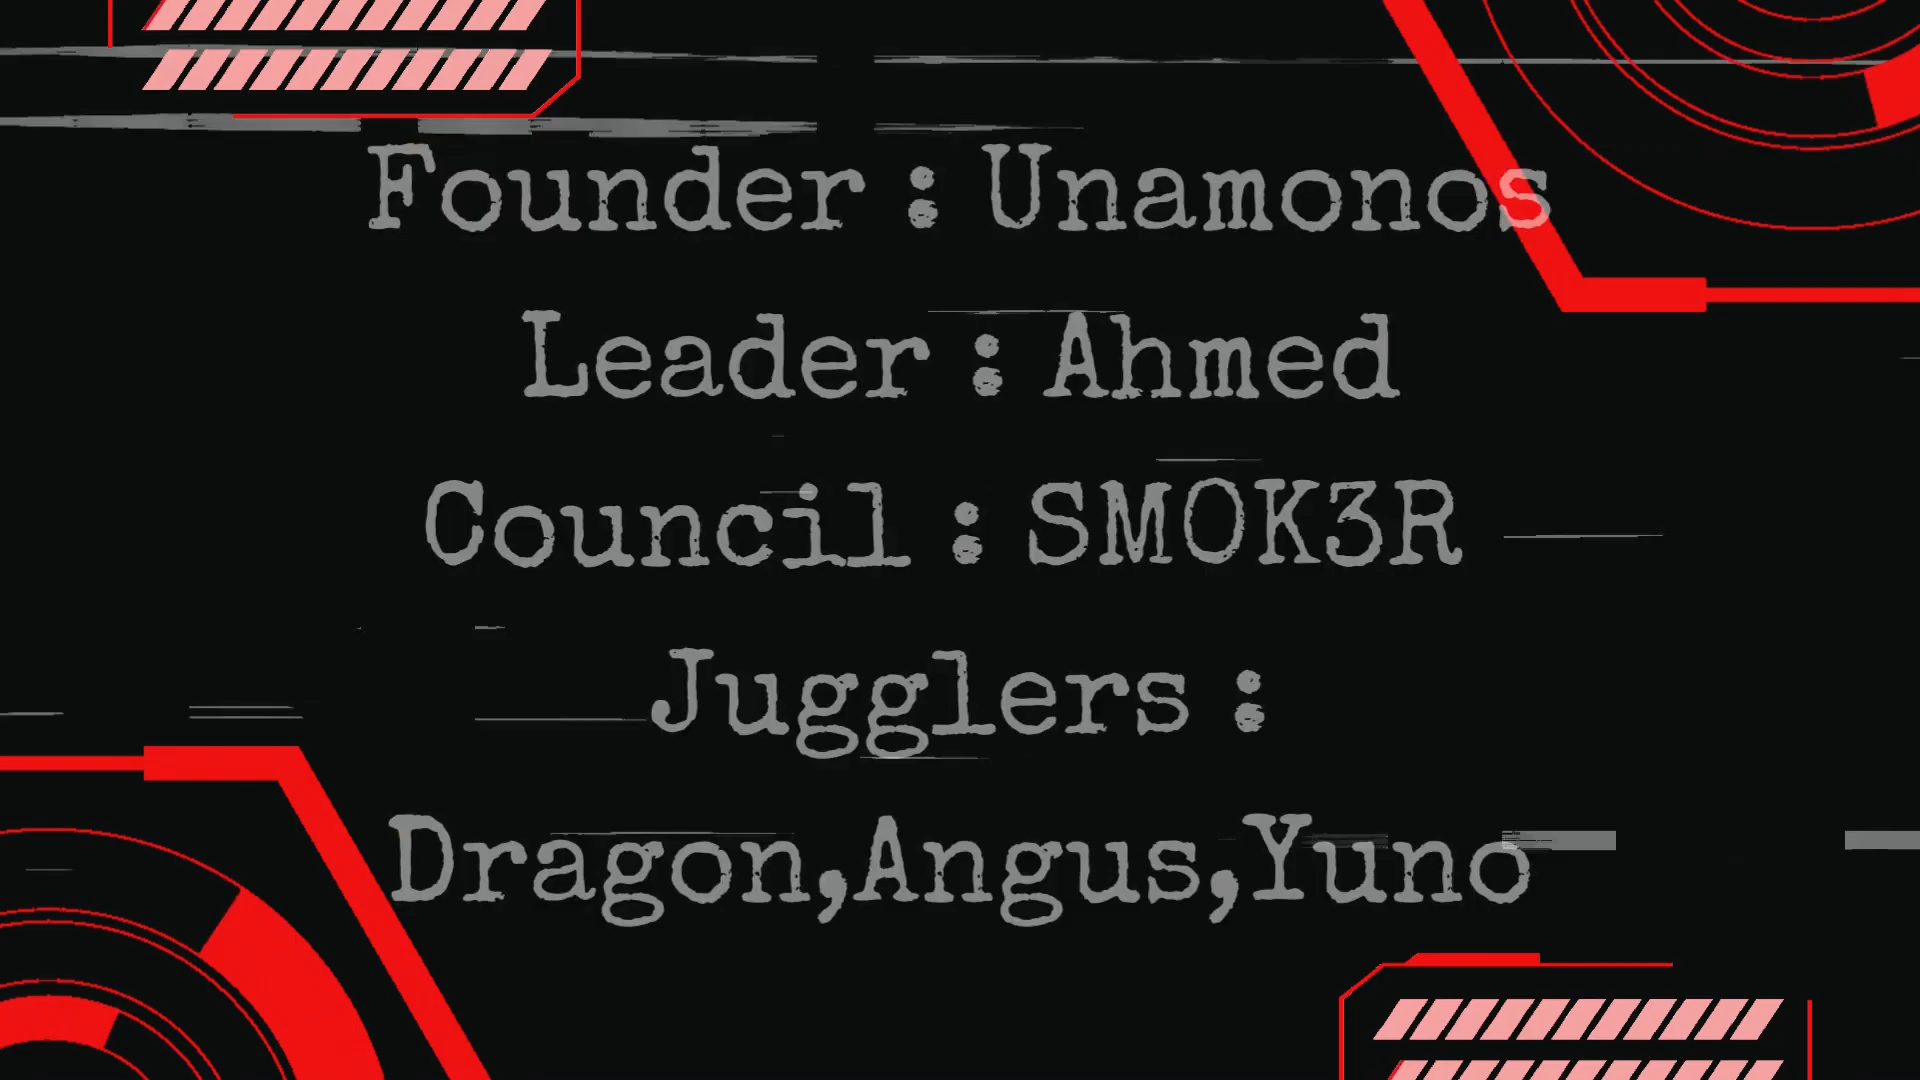 Founder : Unamonos
Leader : Ahmed
Council : SMOK3R
Jugglers :
Dragon,Angus,Yuno